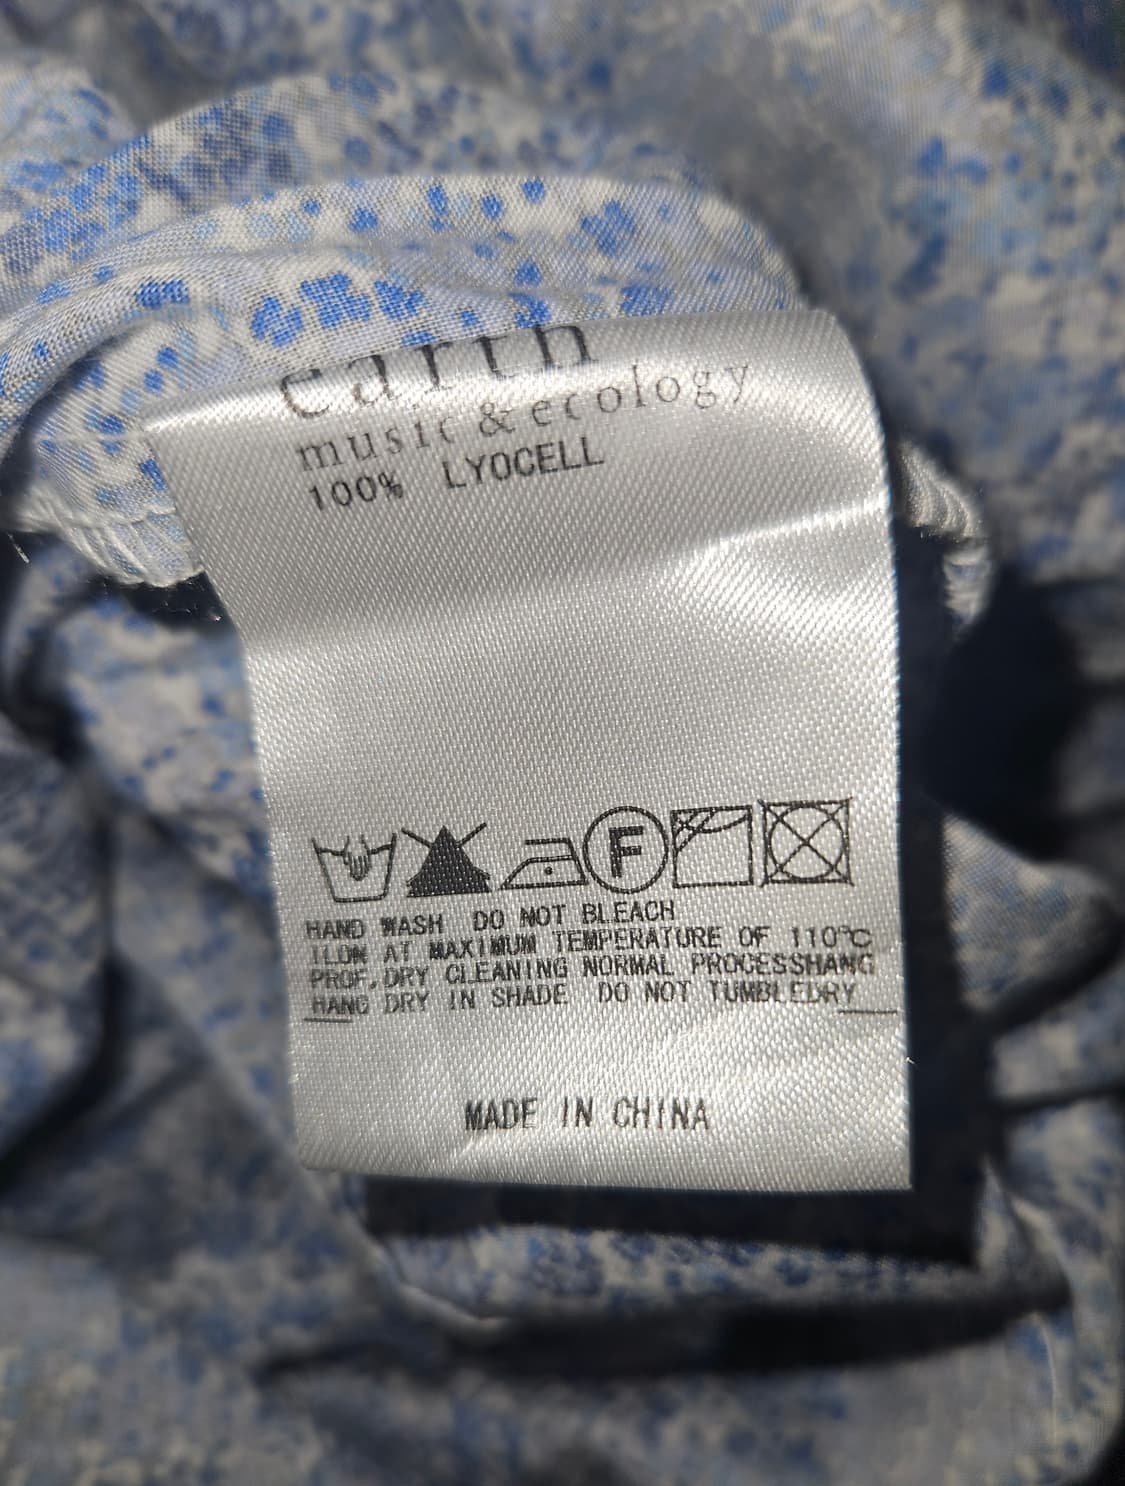 earth
music & ecology
100% LYOCELL
F
HAND WASH DO NOT BLEACH
ILON AT MAXIMUM TEMPERATURE OF 110℃
PROF.DRY CLEANING NORMAL PROCESSHANG
HANG DRY IN SHADE DO NOT TUMBLEDRY
MADE IN CHINA